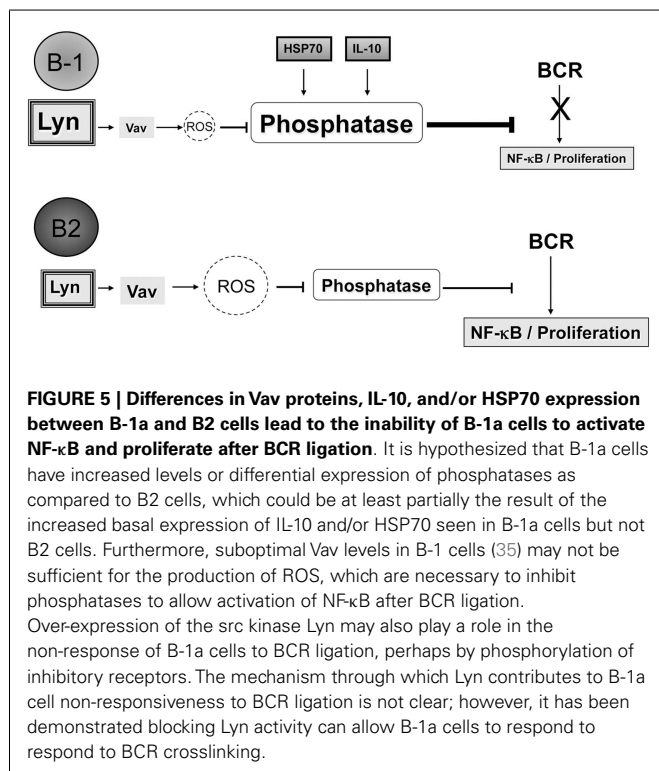 HSP70 IL-10
B-1
BCR
Lyn Vav ROS Phosphatase
X
NF-κB / Proliferation
B2
BCR
Lyn Vav ROS Phosphatase
NF-κB / Proliferation
FIGURE 5 | Differences in Vav proteins, IL-10, and/or HSP70 expression
between B-1a and B2 cells lead to the inability of B-1a cells to activate
NF-κB and proliferate after BCR ligation. It is hypothesized that B-1a cells
have increased levels or differential expression of phosphatases as
compared to B2 cells, which could be at least partially the result of the
increased basal expression of IL-10 and/or HSP70 seen in B-1a cells but not
B2 cells. Furthermore, suboptimal Vav levels in B-1 cells (35) may not be
sufficient for the production of ROS, which are necessary to inhibit
phosphatases to allow activation of NF-κB after BCR ligation.
Over-expression of the src kinase Lyn may also play a role in the
non-response of B-1a cells to BCR ligation, perhaps by phosphorylation of
inhibitory receptors. The mechanism through which Lyn contributes to B-1a
cell non-responsiveness to BCR ligation is not clear; however, it has been
demonstrated blocking Lyn activity can allow B-1a cells to respond to
respond to BCR crosslinking.